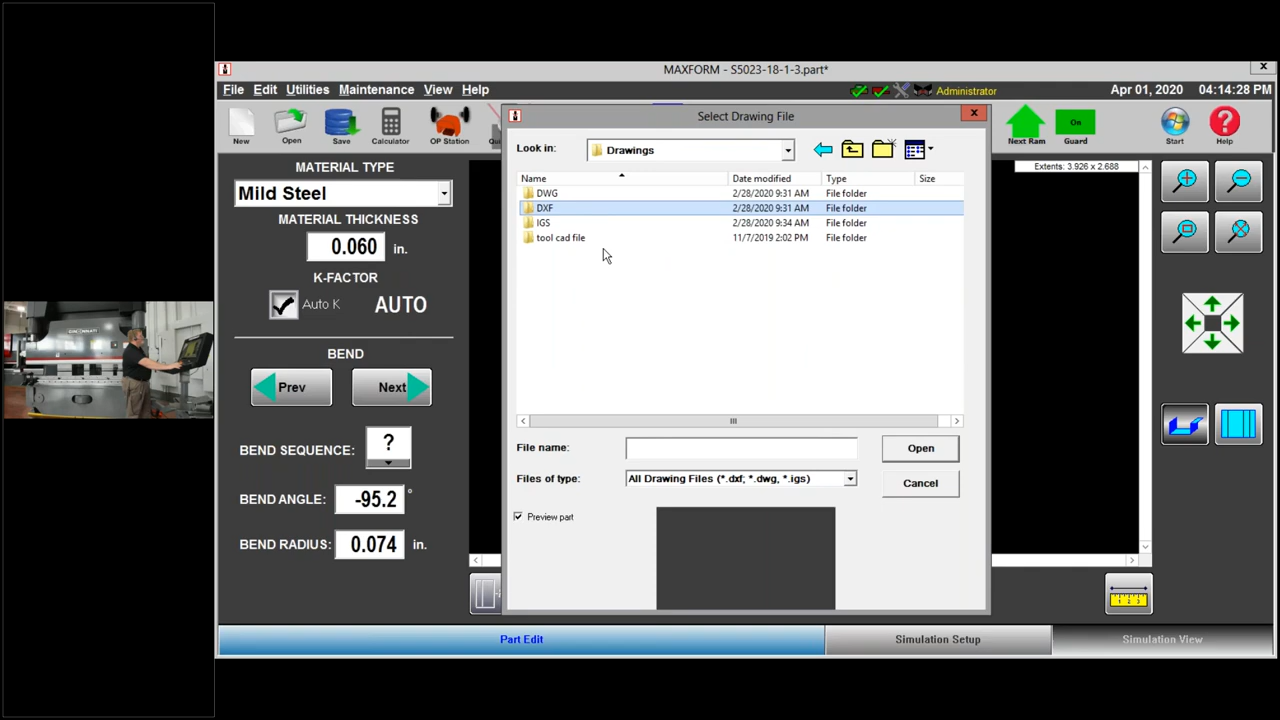 MAXFORM - S5023-18-1-3.part*
File Edit Utilities Maintenance View Help
Administrator
Apr 01, 2020 04:14:28 PM
New
Open
Save
Calculator
OP Station
Next Ram
On
Guard
Start
Help
Select Drawing File
Look in:
Drawings
Name Date modified Type Size
DWG 2/28/2020 9:31 AM File folder
DXF 2/28/2020 9:31 AM File folder
IGS 2/28/2020 9:34 AM File folder
tool cad file 11/7/2019 2:02 PM File folder
File name:
Open
Files of type: All Drawing Files (*.dxf; *.dwg, *.igs)
Cancel
Preview part
Extents: 3.926 x 2.688
MATERIAL TYPE
Mild Steel
MATERIAL THICKNESS
0.060 in.
K-FACTOR
Auto K AUTO
BEND
Prev
Next
BEND SEQUENCE: ?
BEND ANGLE: -95.2 °
BEND RADIUS: 0.074 in.
Part Edit
Simulation Setup
Simulation View
CINCINNATI